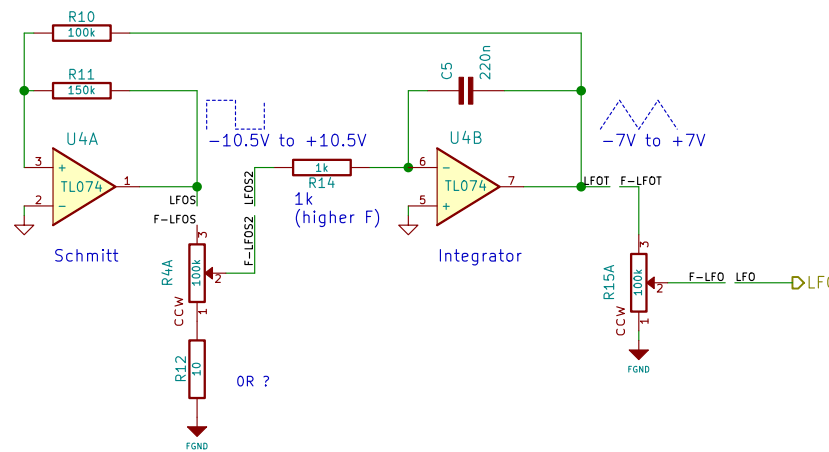 R10
100k
R11
150k
U4A
3
+
TL074
1
2
−
Schmitt
−10.5V to +10.5V
LFOS
F-LFOS
LFOS2
F-LFOS2
3
R4A
100k
2
CCW
1
R12
10
0R ?
FGND
1k
R14
1k
(higher F)
C5
220n
U4B
6
−
TL074
7
5
+
Integrator
−7V to +7V
LFOT
F-LFOT
3
R15A
100k
2
CCW
1
FGND
F-LFO
LFO
LFO